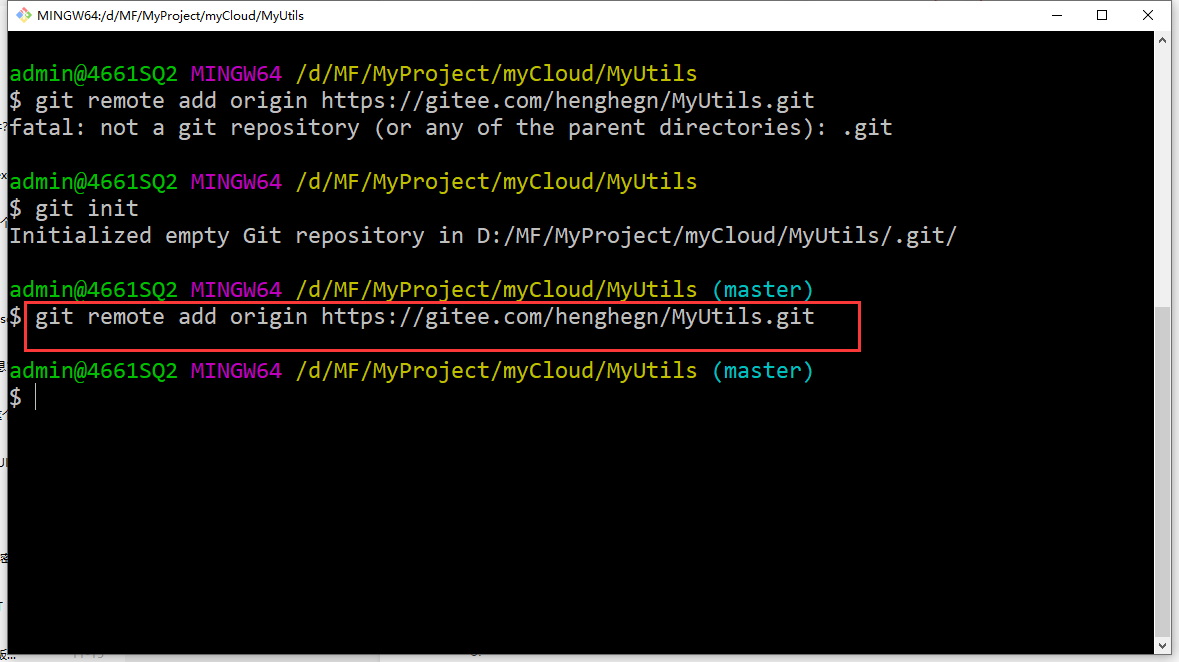 MINGW64:/d/MF/MyProject/myCloud/MyUtils
admin@4661SQ2 MINGW64 /d/MF/MyProject/myCloud/MyUtils
$ git remote add origin https://gitee.com/henghegn/MyUtils.git
fatal: not a git repository (or any of the parent directories): .git
admin@4661SQ2 MINGW64 /d/MF/MyProject/myCloud/MyUtils
$ git init
Initialized empty Git repository in D:/MF/MyProject/myCloud/MyUtils/.git/
admin@4661SQ2 MINGW64 /d/MF/MyProject/myCloud/MyUtils (master)
$ git remote add origin https://gitee.com/henghegn/MyUtils.git
admin@4661SQ2 MINGW64 /d/MF/MyProject/myCloud/MyUtils (master)
$